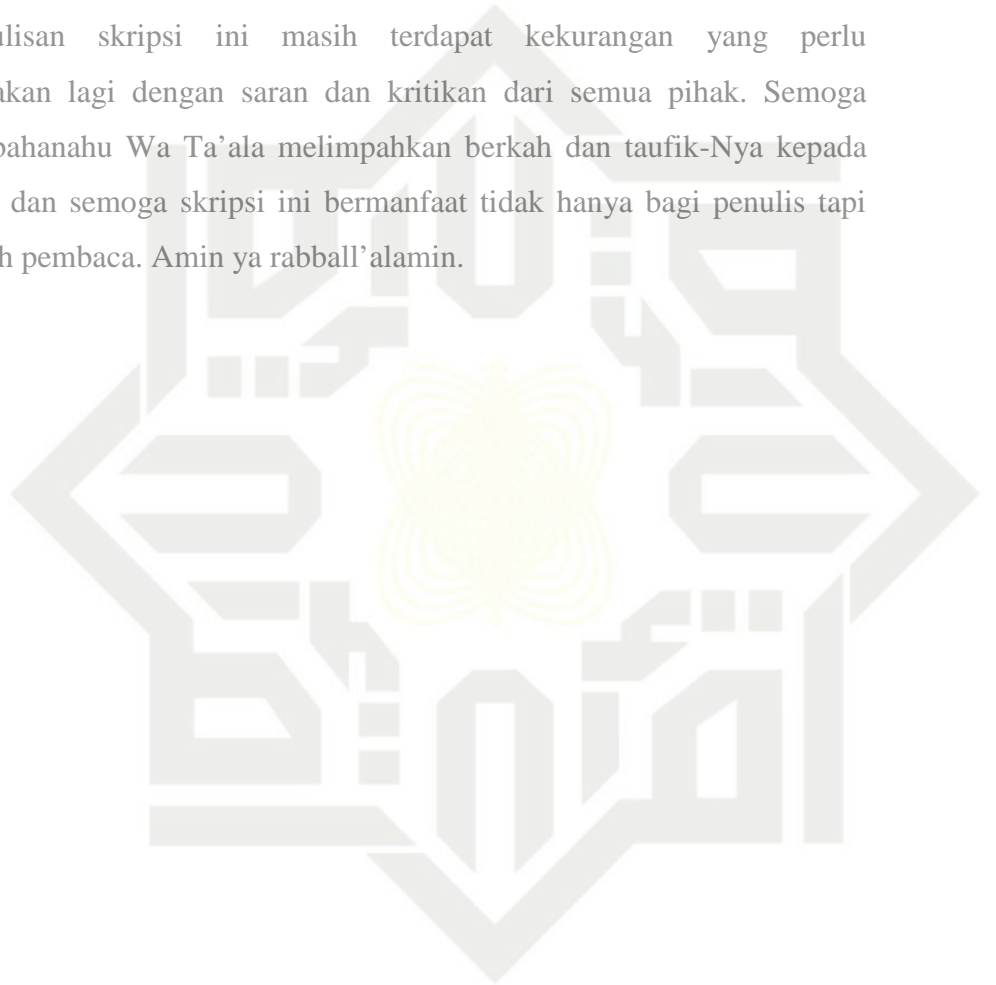 ulisan skripsi ini masih terdapat kekurangan yang perlu
akan lagi dengan saran dan kritikan dari semua pihak. Semoga
bahanahu Wa Ta’ala melimpahkan berkah dan taufik-Nya kepada
dan semoga skripsi ini bermanfaat tidak hanya bagi penulis tapi
h pembaca. Amin ya rabball’alamin.